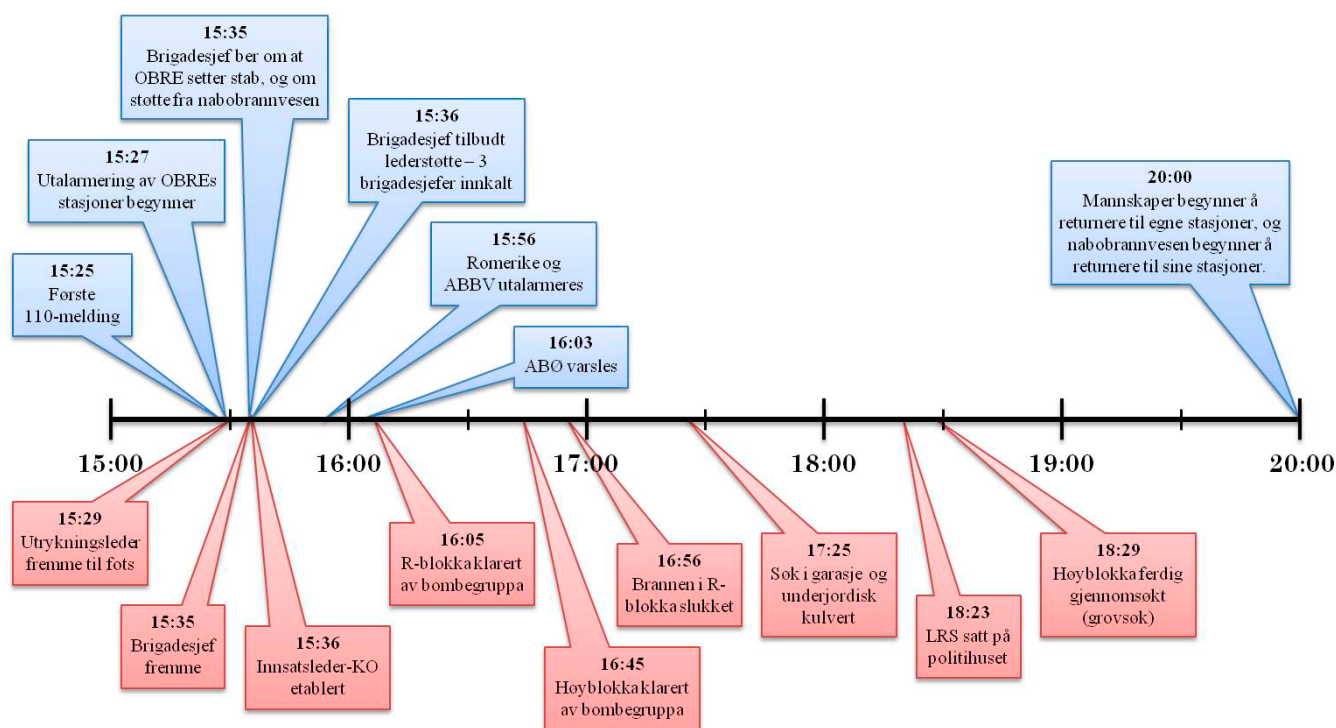 15:35
Brigadesjef ber om at
OBRE setter stab, og om
støtte fra nabobrannvesen
15:36
Brigadesjef tilbudt
lederstøtte – 3
brigadesjefer innkalt
15:27
Utalarmering av OBREs
stasjoner begynner
20:00
Mannskaper begynner å
returnere til egne stasjoner, og
nabobrannvesen begynner å
returnere til sine stasjoner.
15:56
Romerike og
ABBV utalarmeres
15:25
Første
110-melding
16:03
ABØ varsles
15:00
16:00
17:00
18:00
19:00
20:00
15:29
Utrykningsleder
fremme til fots
16:05
R-blokka klarert
av bombegruppa
16:56
Brannen i R-
blokka slukket
17:25
Søk i garasje og
underjordisk
kulvert
18:29
Høyblokka ferdig
gjennomsøkt
(grovsøk)
18:23
LRS satt på
politihuset
15:35
Brigadesjef
fremme
15:36
Innsatsleder-KO
etablert
16:45
Høyblokka klarert
av bombegruppa